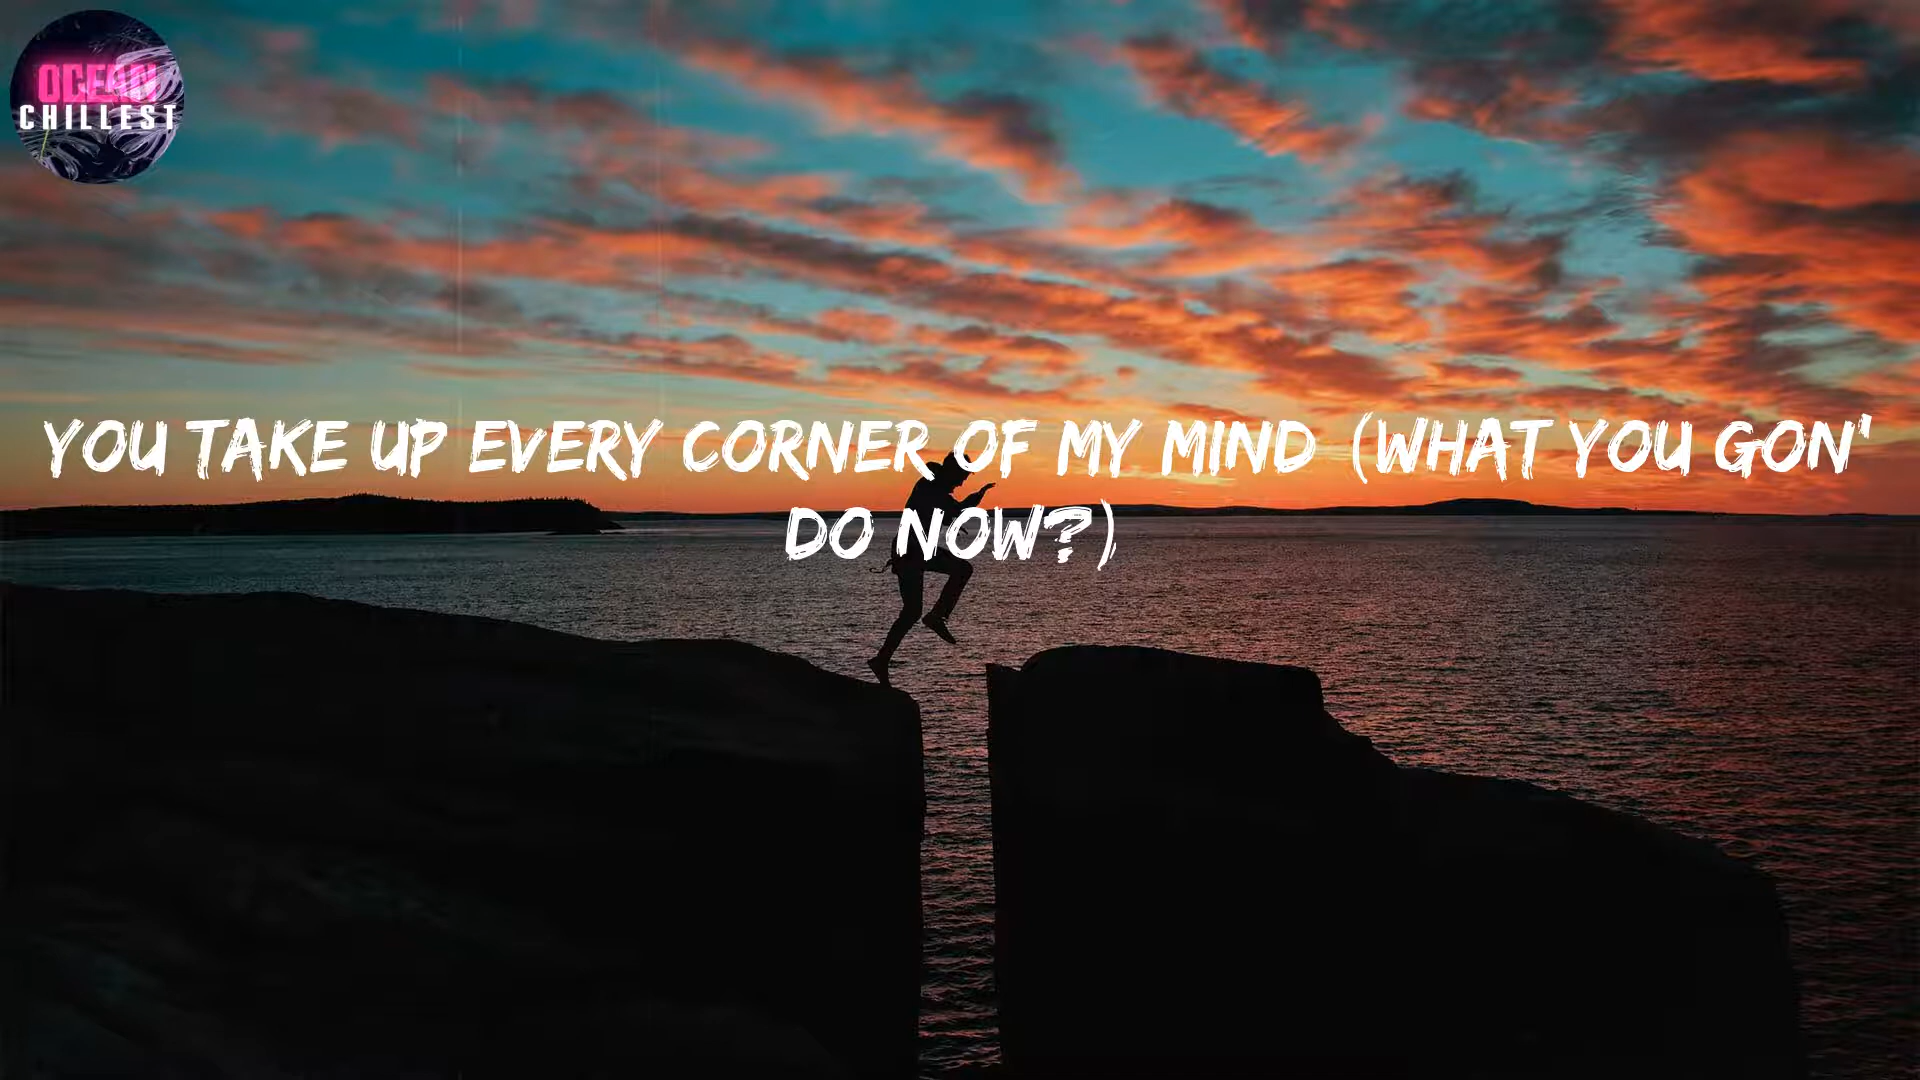 OCEAN
CHILLEST
YOU TAKE UP EVERY CORNER OF MY MIND (WHAT YOU GON'
DO NOW?)